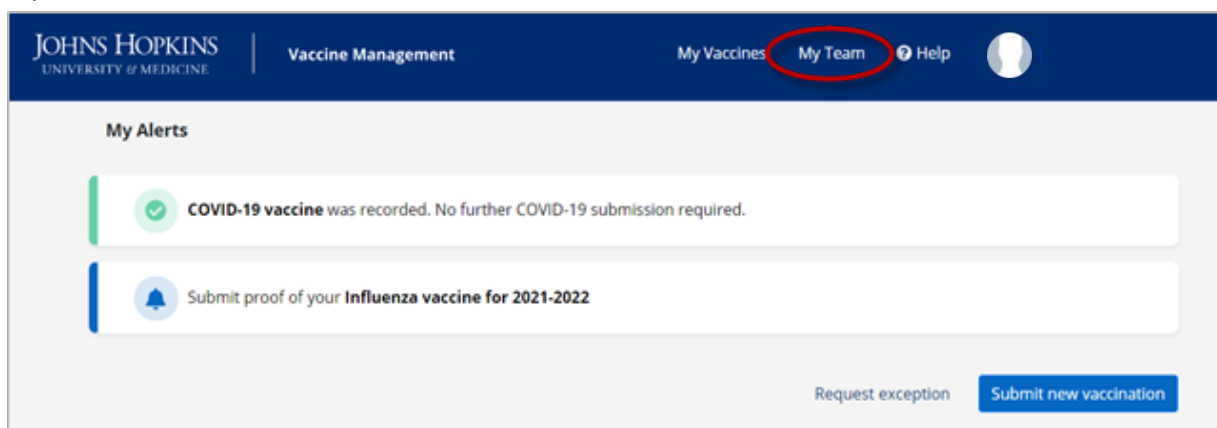 JOHNS HOPKINS
UNIVERSITY & MEDICINE
Vaccine Management
My Vaccines
My Team
Help
My Alerts
COVID-19 vaccine was recorded. No further COVID-19 submission required.
Submit proof of your Influenza vaccine for 2021-2022
Request exception
Submit new vaccination